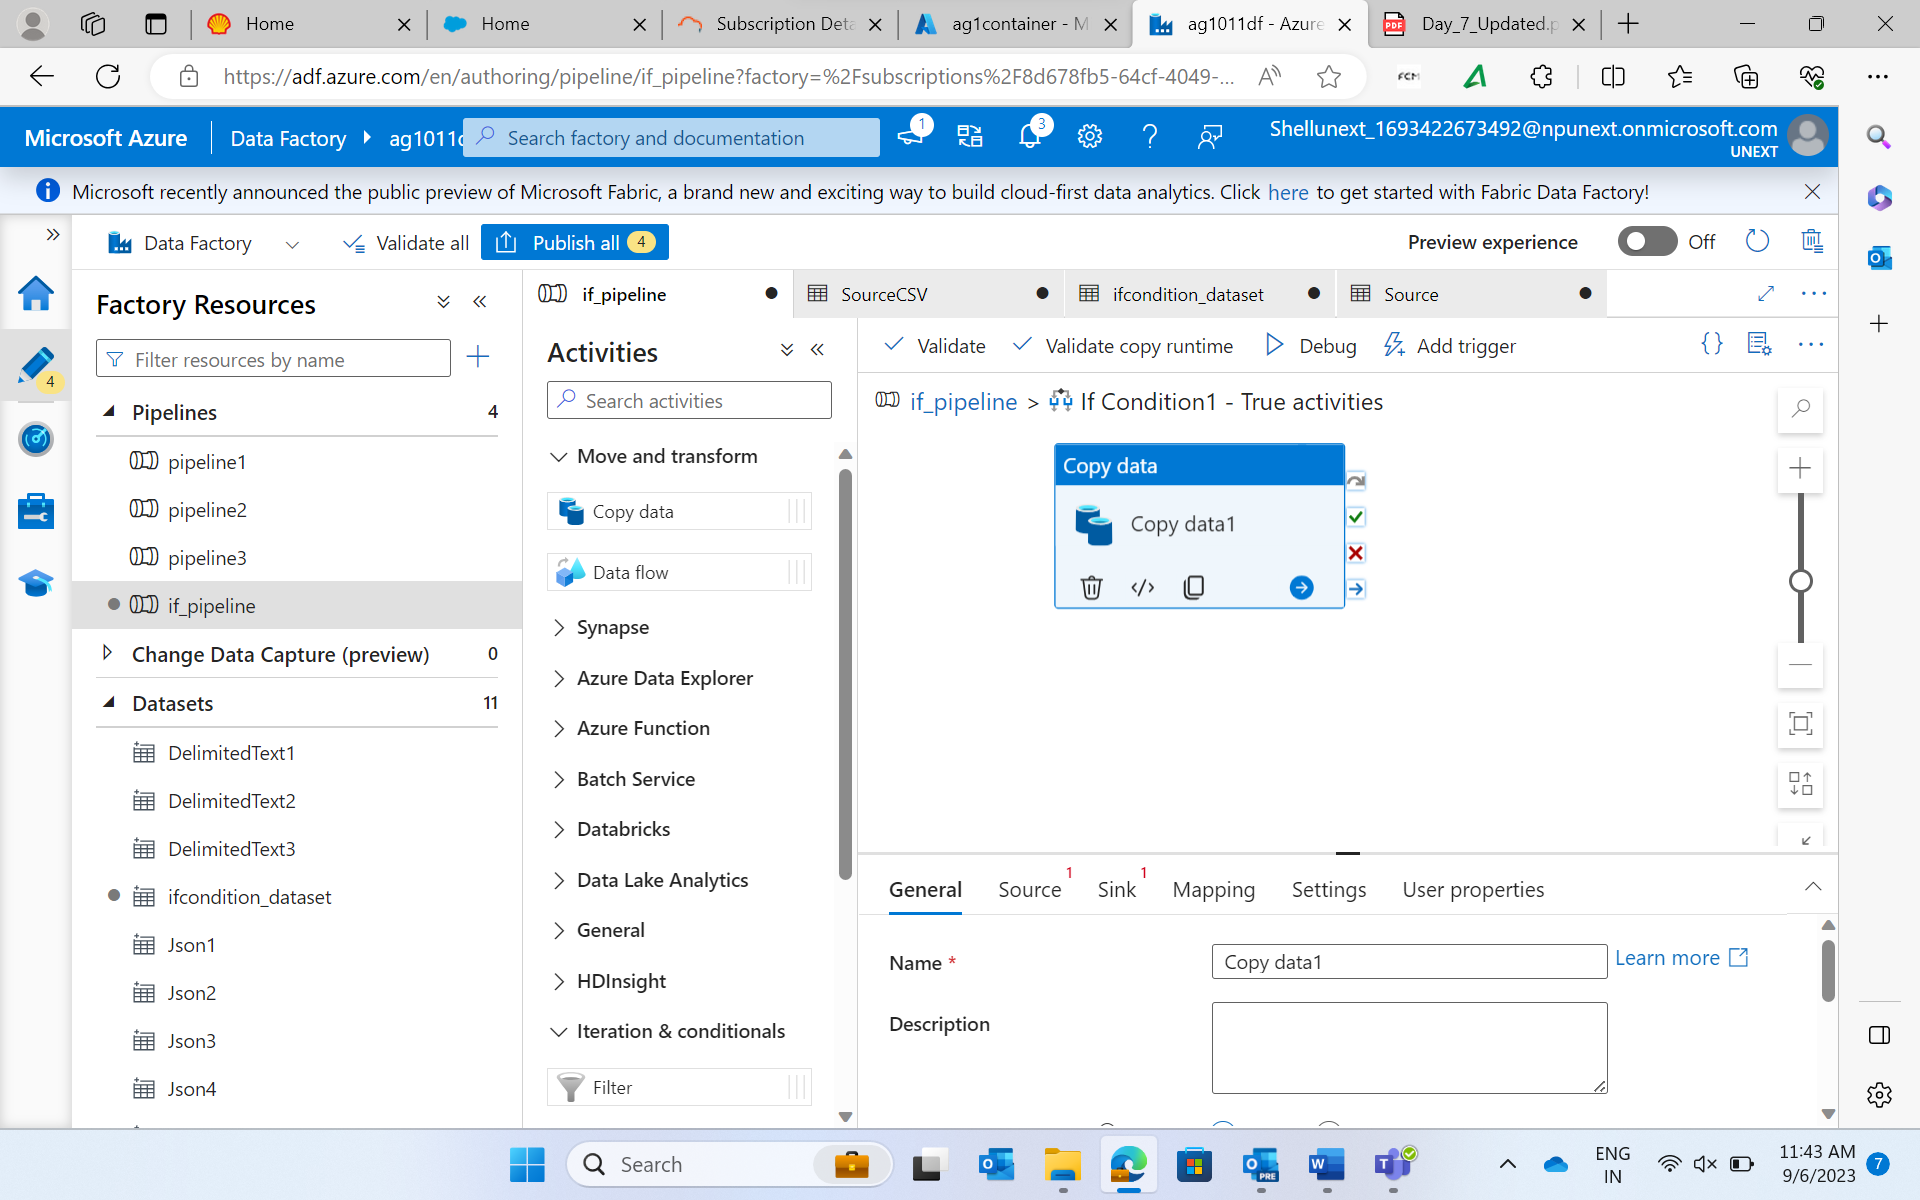 Home
Home
Subscription Deta
ag1container - M
ag1011df - Azure
PDF
Day_7_Updated.p
https://adf.azure.com/en/authoring/pipeline/if_pipeline?factory=%2Fsubscriptions%2F8d678fb5-64cf-4049-...
FCM
Microsoft Azure
Data Factory
ag1011d
Search factory and documentation
1
3
Shellunext_1693422673492@npunext.onmicrosoft.com
UNEXT
Microsoft recently announced the public preview of Microsoft Fabric, a brand new and exciting way to build cloud-first data analytics. Click here to get started with Fabric Data Factory!
Data Factory
Validate all
Publish all 4
Preview experience
Off
4
Factory Resources
Filter resources by name
Pipelines 4
pipeline1
pipeline2
pipeline3
if_pipeline
Change Data Capture (preview) 0
Datasets 11
DelimitedText1
DelimitedText2
DelimitedText3
ifcondition_dataset
Json1
Json2
Json3
Json4
if_pipeline
SourceCSV
ifcondition_dataset
Source
Activities
Search activities
Move and transform
Copy data
Data flow
Synapse
Azure Data Explorer
Azure Function
Batch Service
Databricks
Data Lake Analytics
General
HDInsight
Iteration & conditionals
Filter
Validate
Validate copy runtime
Debug
Add trigger
if_pipeline > If Condition1 - True activities
Copy data
Copy data1
General
Source 1
Sink 1
Mapping
Settings
User properties
Name *
Copy data1
Learn more
Description
Search
PRE
ENG
IN
11:43 AM
9/6/2023
7